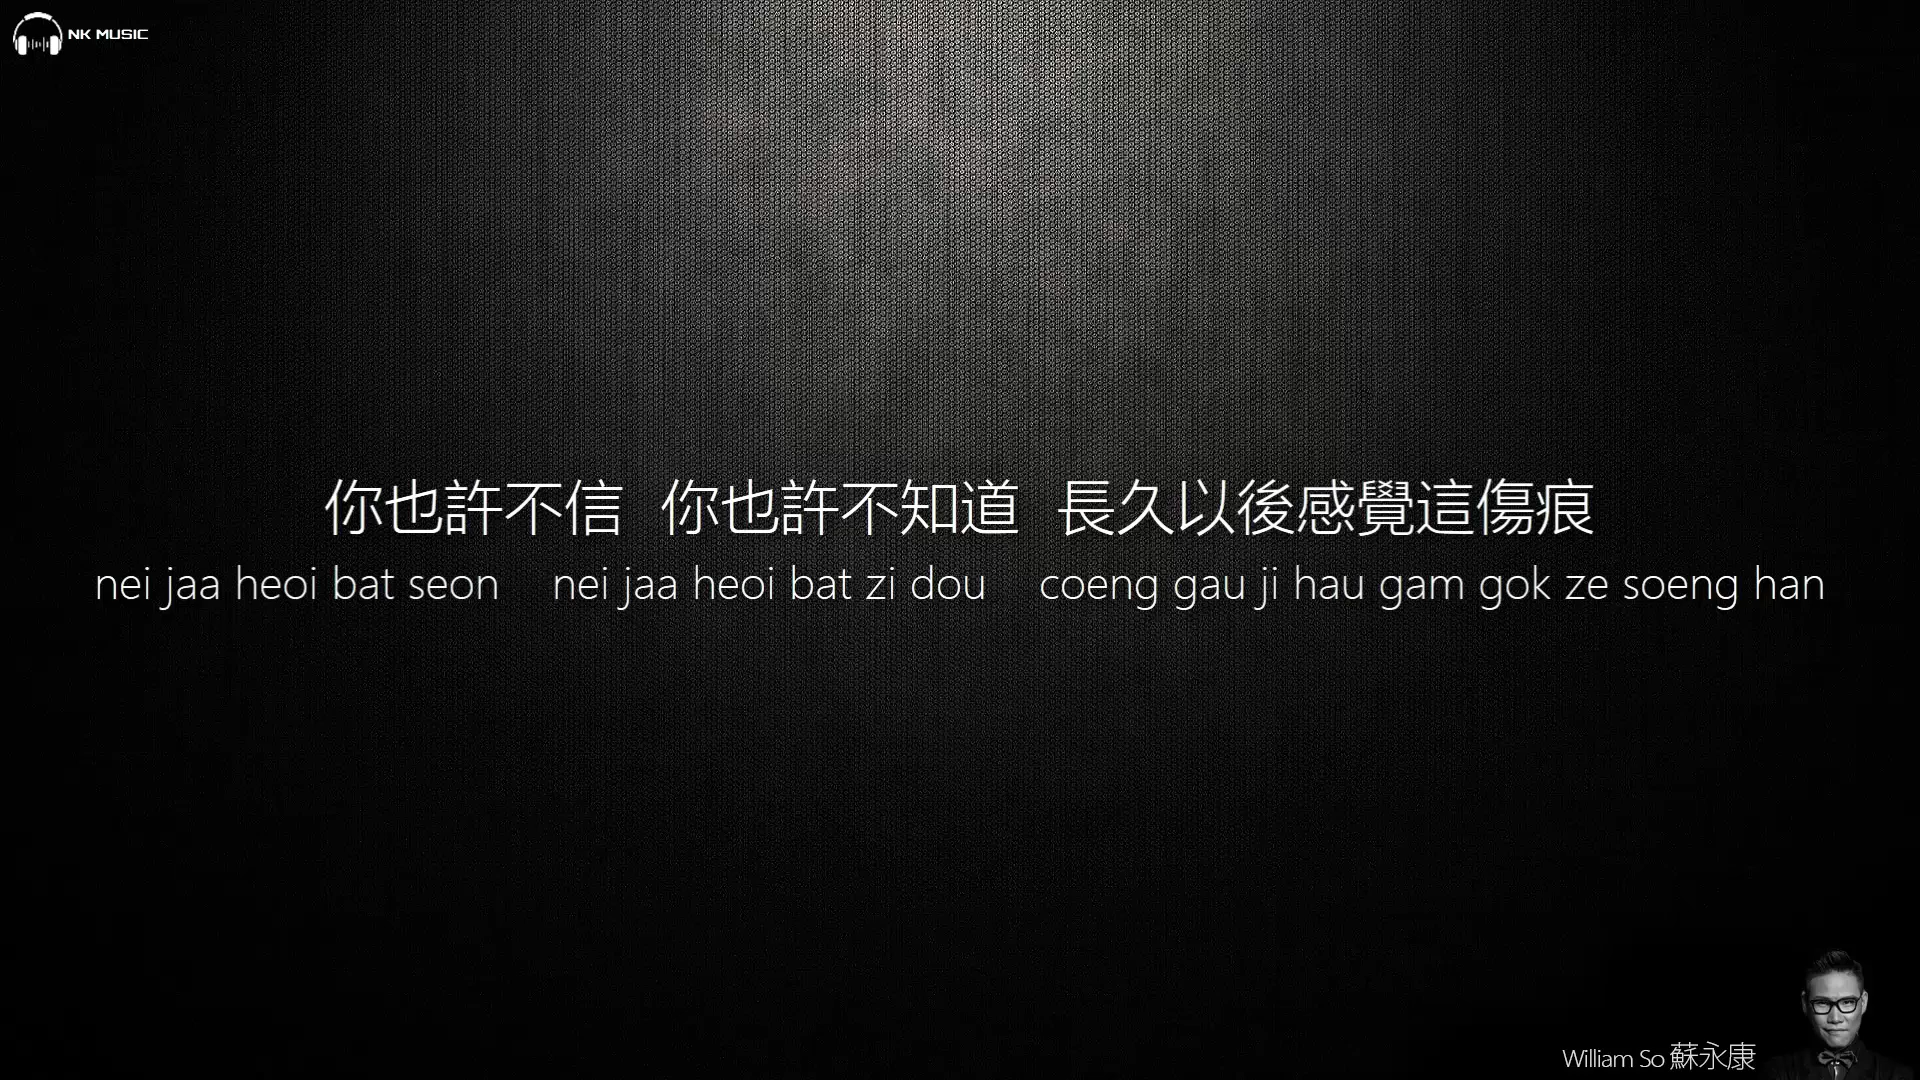 NK MUSIC
你也許不信 你也許不知道 長久以後感覺這傷痕
nei jaa heoi bat seon nei jaa heoi bat zi dou coeng gau ji hau gam gok ze soeng han
William So 蘇永康